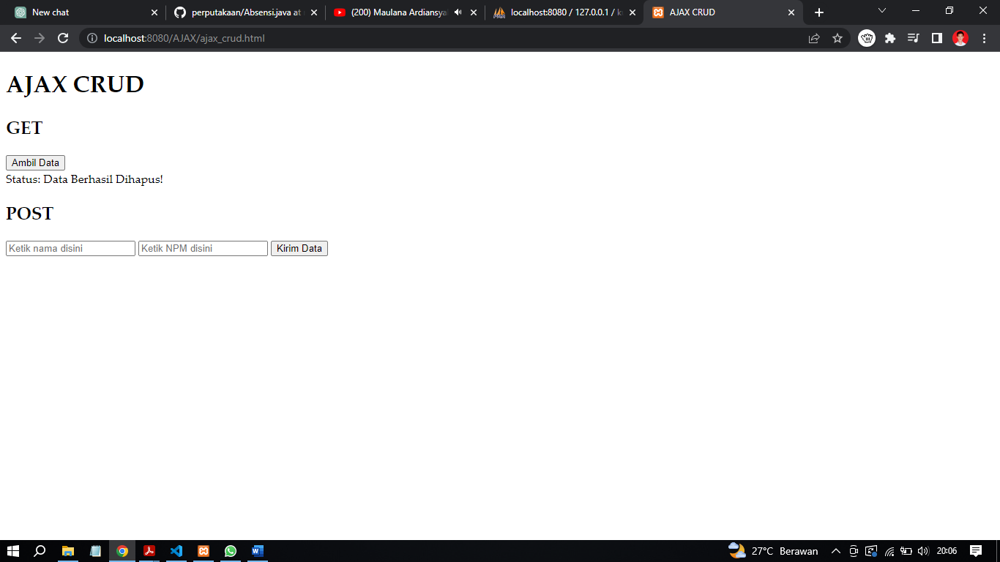 New chat
perputakaan/Absensi.java at
(200) Maulana Ardiansya
localhost:8080 / 127.0.0.1 /
AJAX CRUD
localhost:8080/AJAX/ajax_crud.html
AJAX CRUD
GET
Ambil Data
Status: Data Berhasil Dihapus!
POST
Ketik nama disini Ketik NPM disini Kirim Data
27°C Berawan 20:06